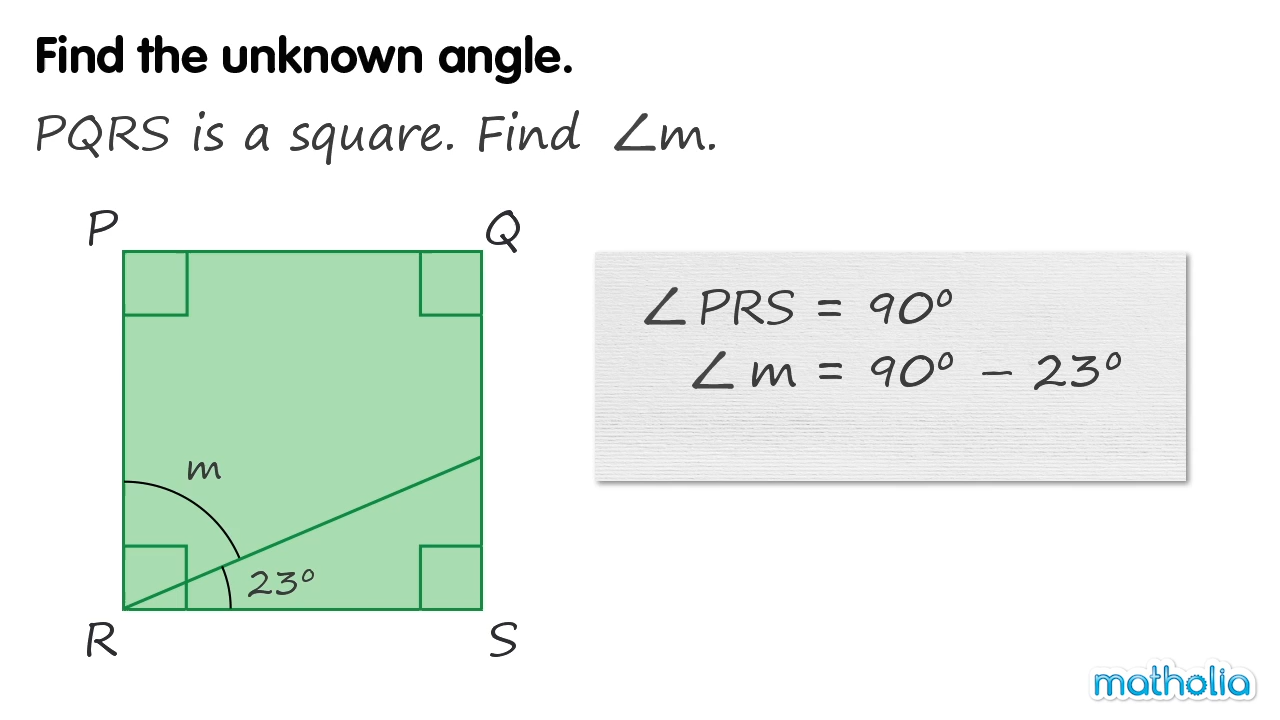 Find the unknown angle.
PQRS is a square. Find ∠m.
P
Q
∠PRS = 90°
∠m = 90° – 23°
m
23°
R
S
matholia